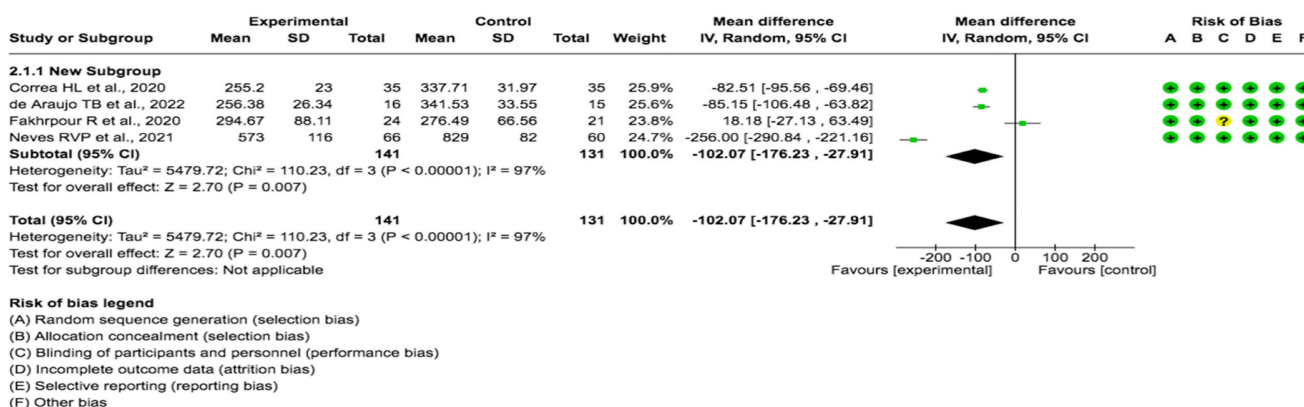 Experimental Control Mean difference Mean difference Risk of Bias
Study or Subgroup Mean SD Total Mean SD Total Weight IV, Random, 95% CI IV, Random, 95% CI A B C D E F
2.1.1 New Subgroup
Correa HL et al., 2020 255.2 23 35 337.71 31.97 35 25.9% -82.51 [-95.56 , -69.46] + + + + + +
de Araujo TB et al., 2022 256.38 26.34 16 341.53 33.55 15 25.6% -85.15 [-106.48 , -63.82] + + + + + +
Fakhrpour R et al., 2020 294.67 88.11 24 276.49 66.56 21 23.8% 18.18 [-27.13 , 63.49] + + ? + + +
Neves RVP et al., 2021 573 116 66 829 82 60 24.7% -256.00 [-290.84 , -221.16] + + + + + +
Subtotal (95% CI) 141 131 100.0% -102.07 [-176.23 , -27.91]
Heterogeneity: Tau² = 5479.72; Chi² = 110.23, df = 3 (P < 0.00001); I² = 97%
Test for overall effect: Z = 2.70 (P = 0.007)
Total (95% CI) 141 131 100.0% -102.07 [-176.23 , -27.91]
Heterogeneity: Tau² = 5479.72; Chi² = 110.23, df = 3 (P < 0.00001); I² = 97%
Test for overall effect: Z = 2.70 (P = 0.007)
Test for subgroup differences: Not applicable
-200 -100 0 100 200
Favours [experimental] Favours [control]
Risk of bias legend
(A) Random sequence generation (selection bias)
(B) Allocation concealment (selection bias)
(C) Blinding of participants and personnel (performance bias)
(D) Incomplete outcome data (attrition bias)
(E) Selective reporting (reporting bias)
(F) Other bias